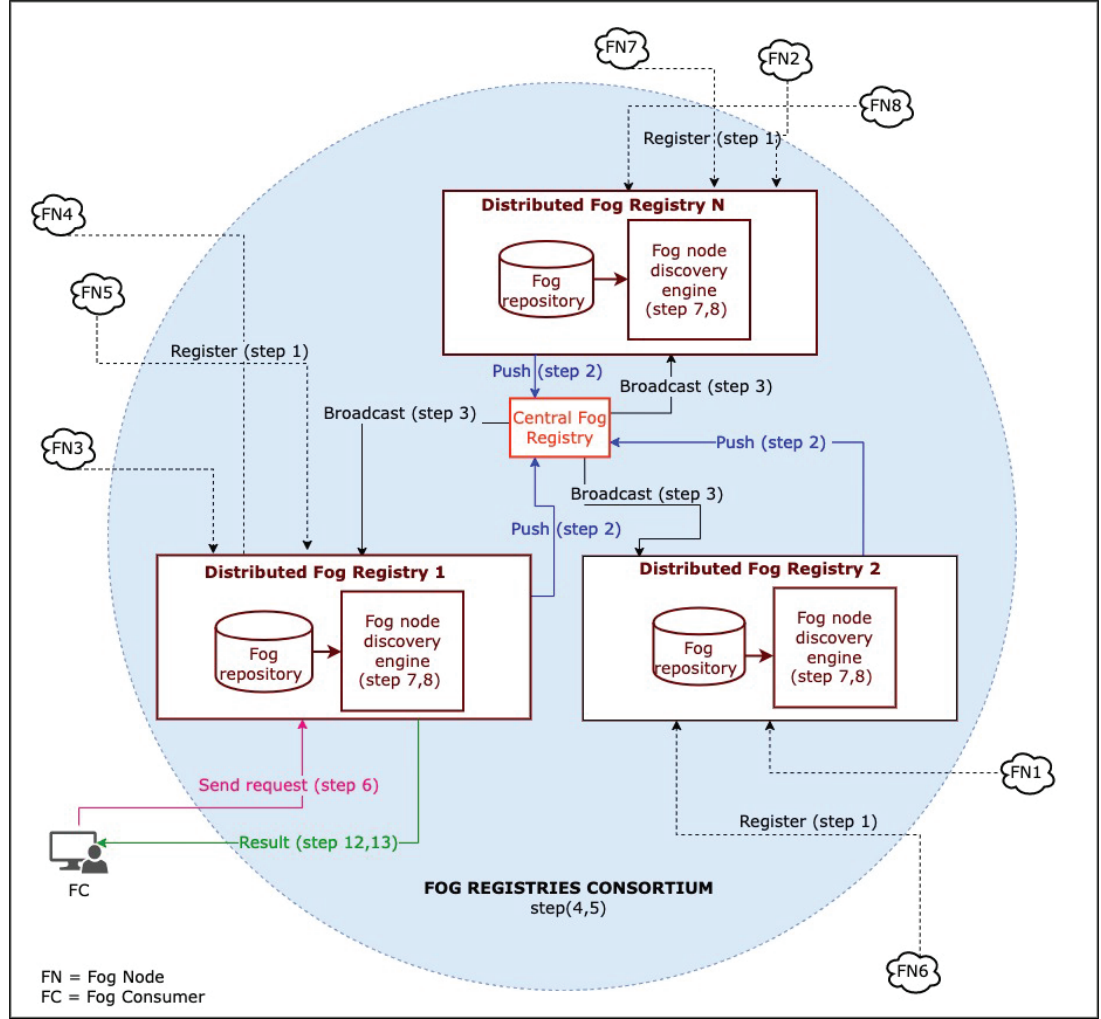 FN7
FN2
FN8
Register (step 1)
Distributed Fog Registry N
Fog
repository
Fog node
discovery
engine
(step 7,8)
FN4
FN5
Register (step 1)
FN3
Push (step 2)
Broadcast (step 3)
Broadcast (step 3)
Central Fog
Registry
Push (step 2)
Broadcast (step 3)
Push (step 2)
Distributed Fog Registry 1
Fog
repository
Fog node
discovery
engine
(step 7,8)
Distributed Fog Registry 2
Fog
repository
Fog node
discovery
engine
(step 7,8)
Send request (step 6)
Result (step 12,13)
FC
FN1
Register (step 1)
FN6
FOG REGISTRIES CONSORTIUM
step(4,5)
FN = Fog Node
FC = Fog Consumer